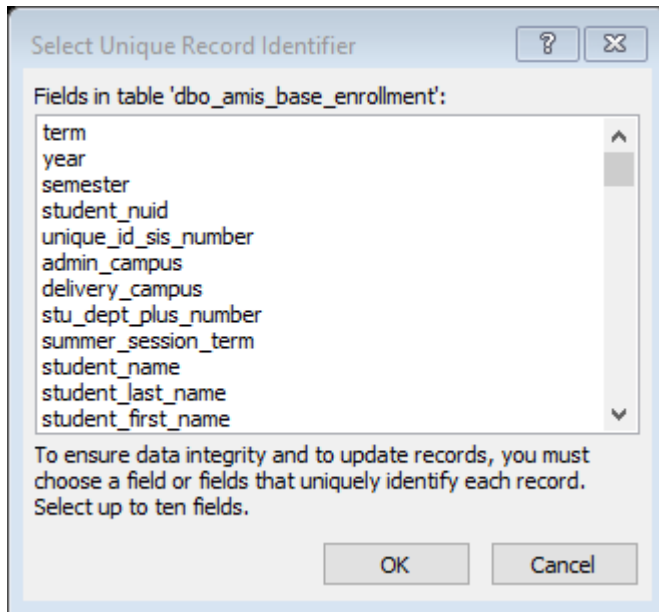 Select Unique Record Identifier
Fields in table 'dbo_amis_base_enrollment':
term
year
semester
student_nuid
unique_id_sis_number
admin_campus
delivery_campus
stu_dept_plus_number
summer_session_term
student_name
student_last_name
student_first_name
To ensure data integrity and to update records, you must
choose a field or fields that uniquely identify each record.
Select up to ten fields.
OK Cancel